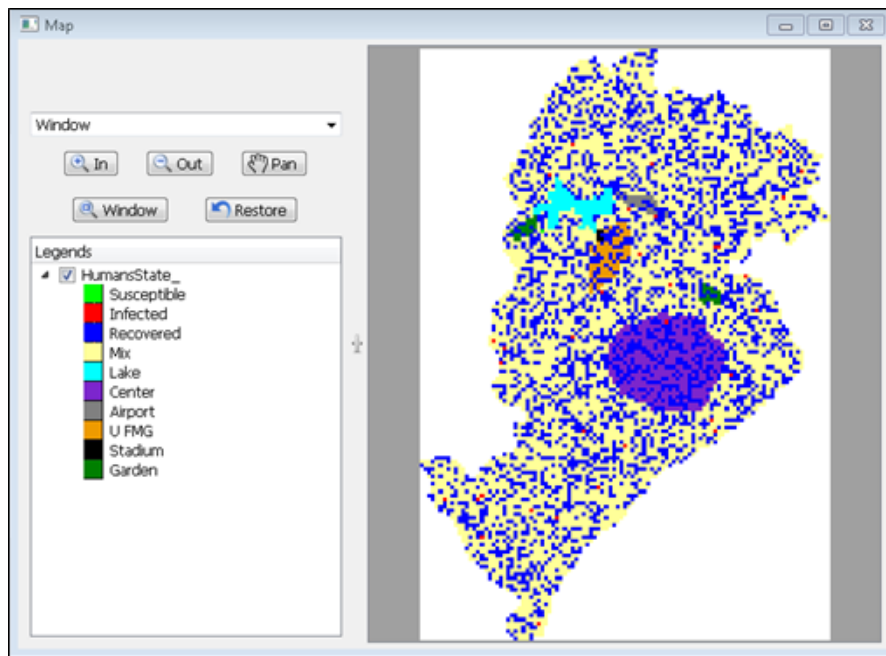 Map
Window
In
Out
Pan
Window
Restore
Legends
HumansState_
Susceptible
Infected
Recovered
Mix
Lake
Center
Airport
U FMG
Stadium
Garden